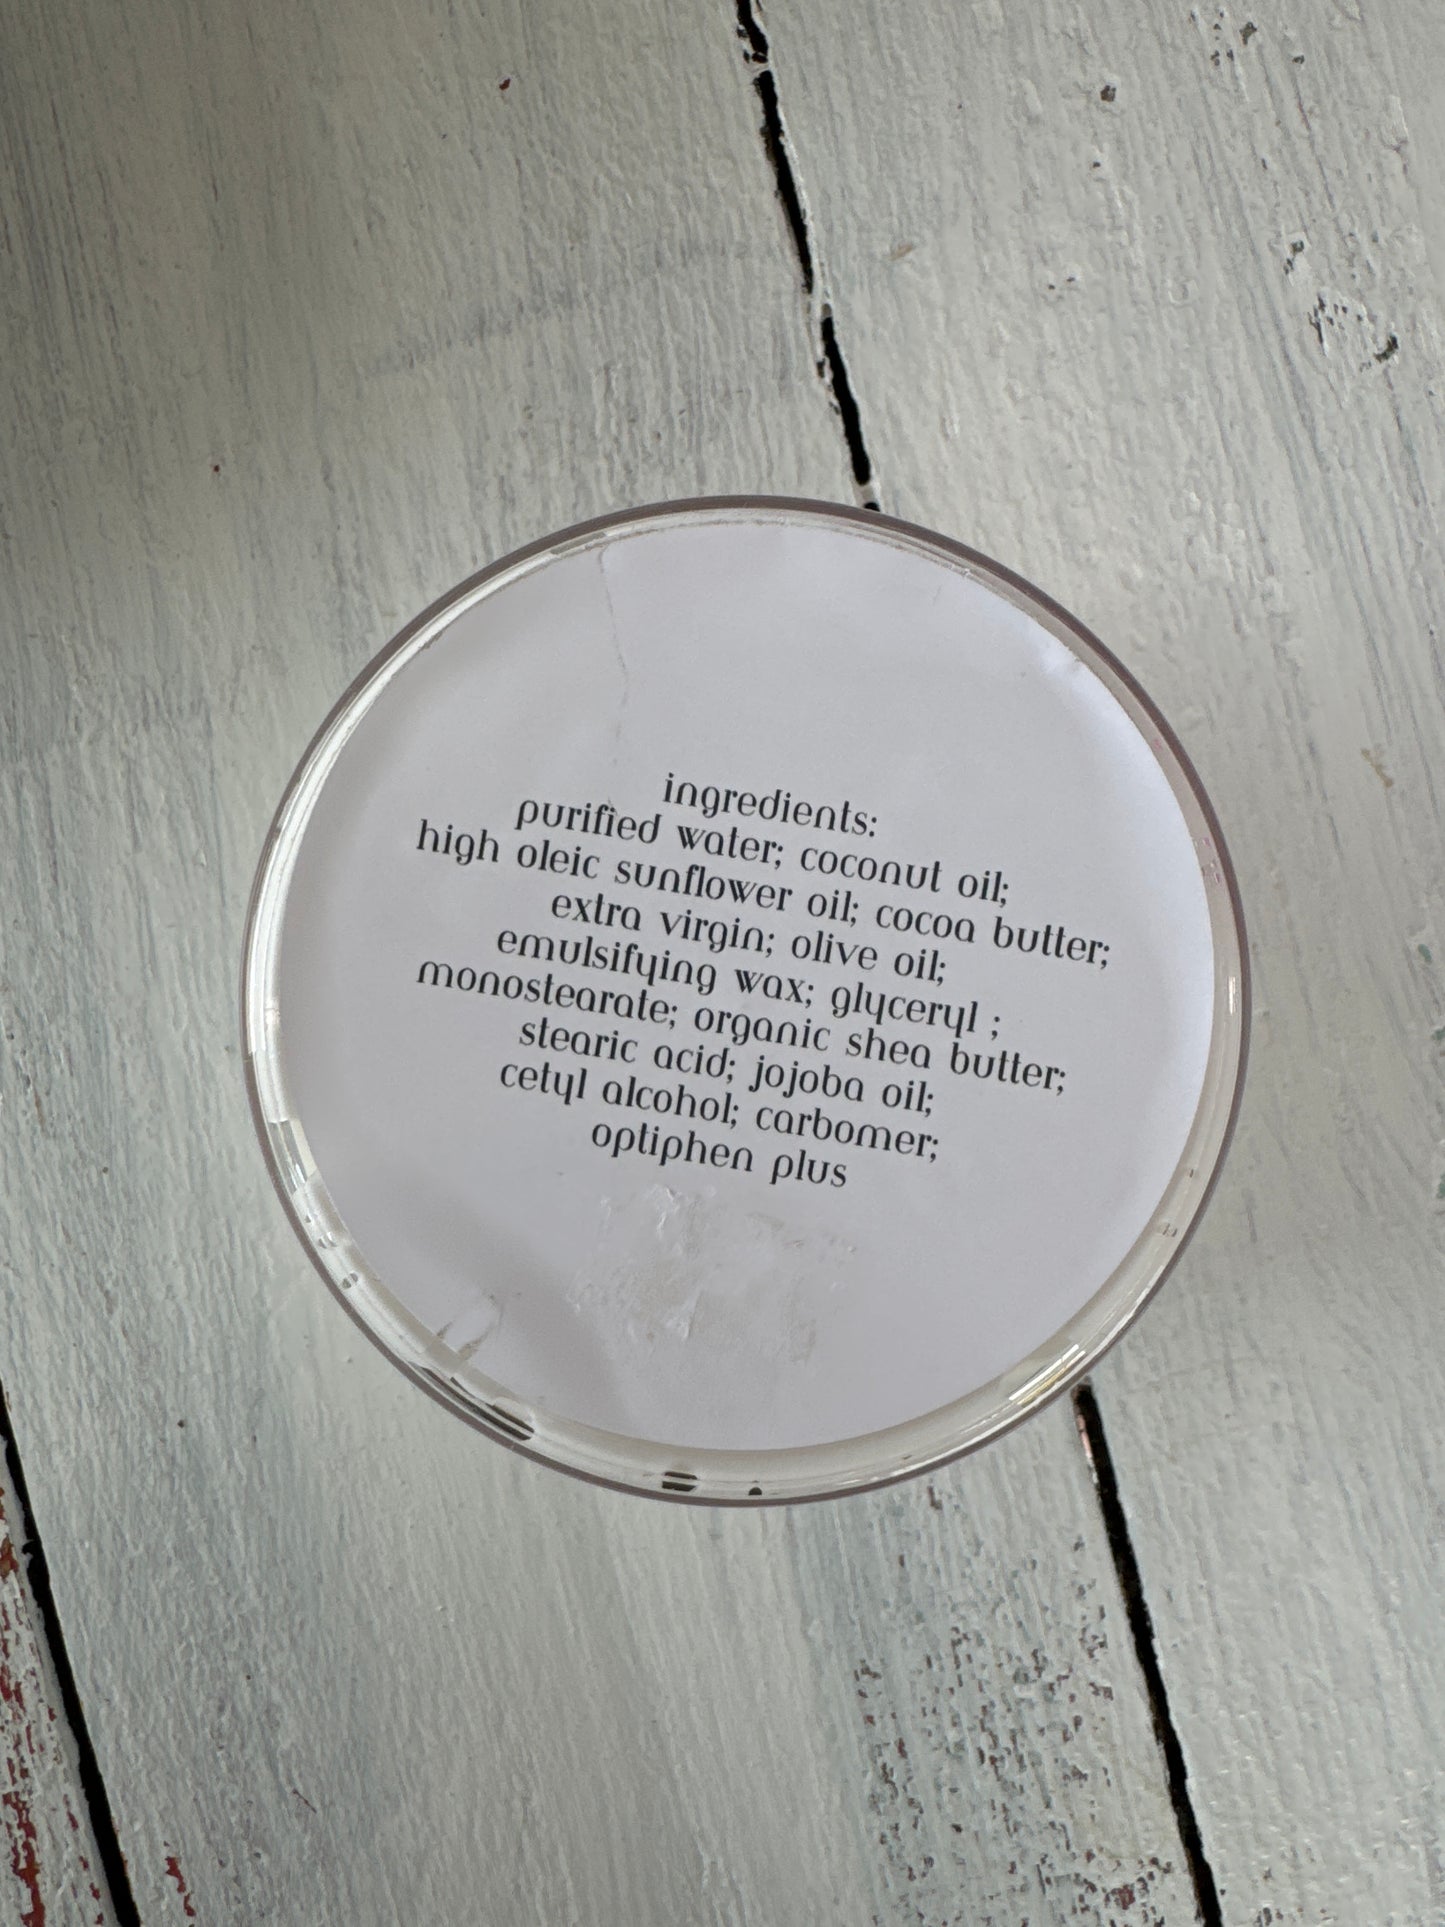 ingredients:
purified water; coconut oil;
high oleic sunflower oil; cocoa butter;
extra virgin; olive oil;
emulsifying wax; glyceryl ;
monostearate; organic shea butter;
stearic acid; jojoba oil;
cetyl alcohol; carbomer;
optiphen plus